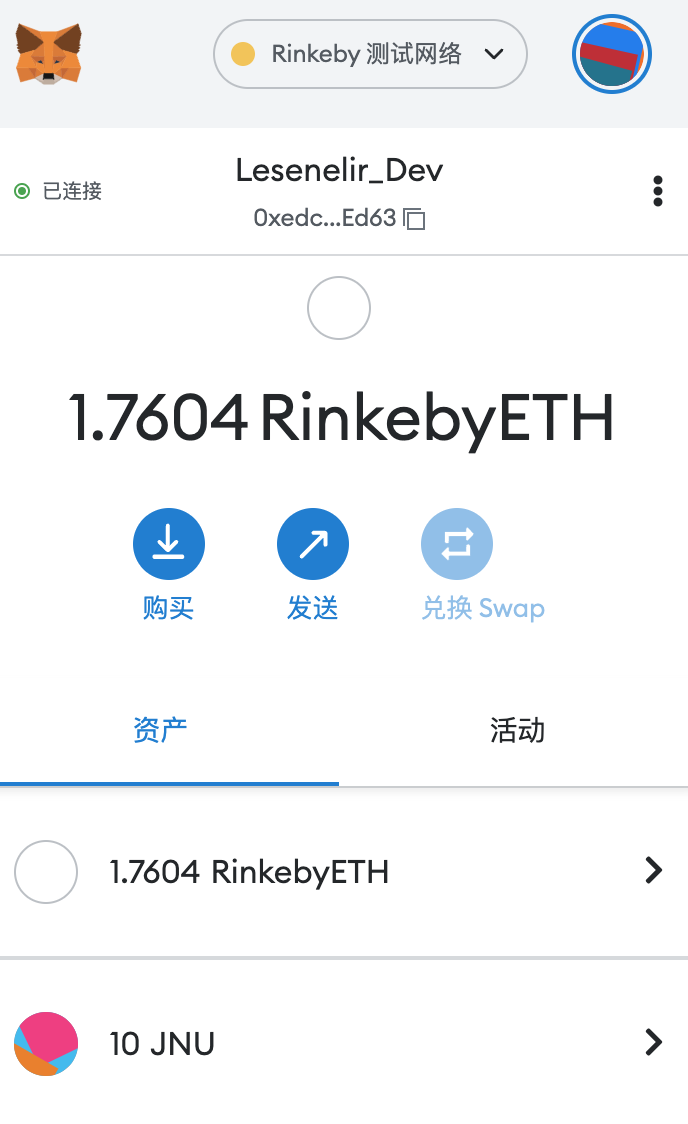 Rinkeby 测试网络
已连接
Lesenelir_Dev
0xedc...Ed63
1.7604 RinkebyETH
购买
发送
兑换 Swap
资产
活动
1.7604 RinkebyETH
10 JNU